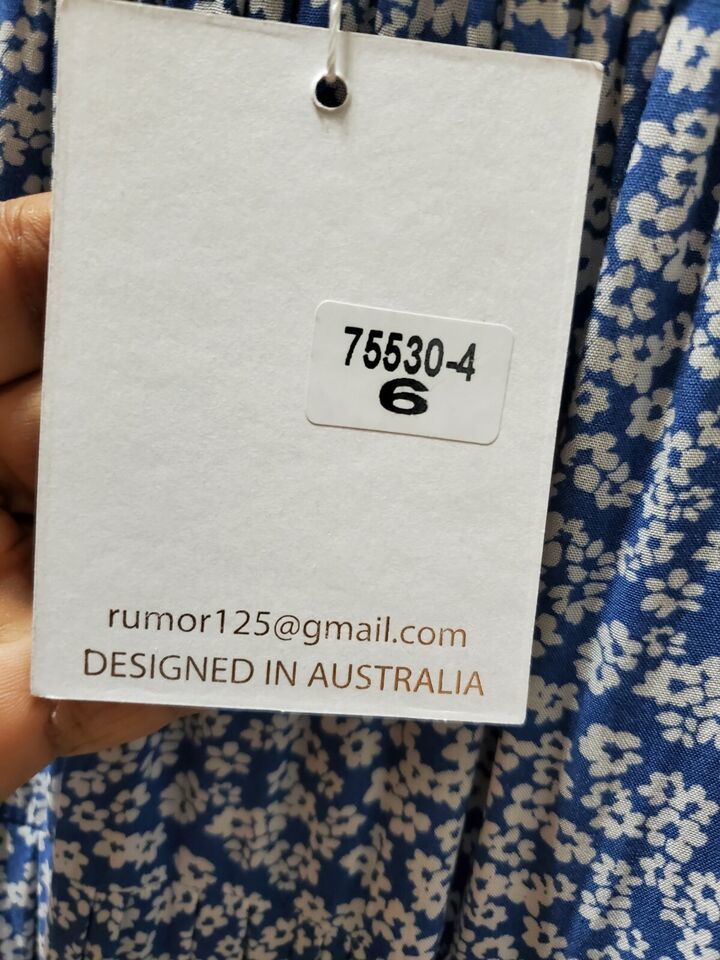 75530-4
6
rumor125@gmail.com
DESIGNED IN AUSTRALIA